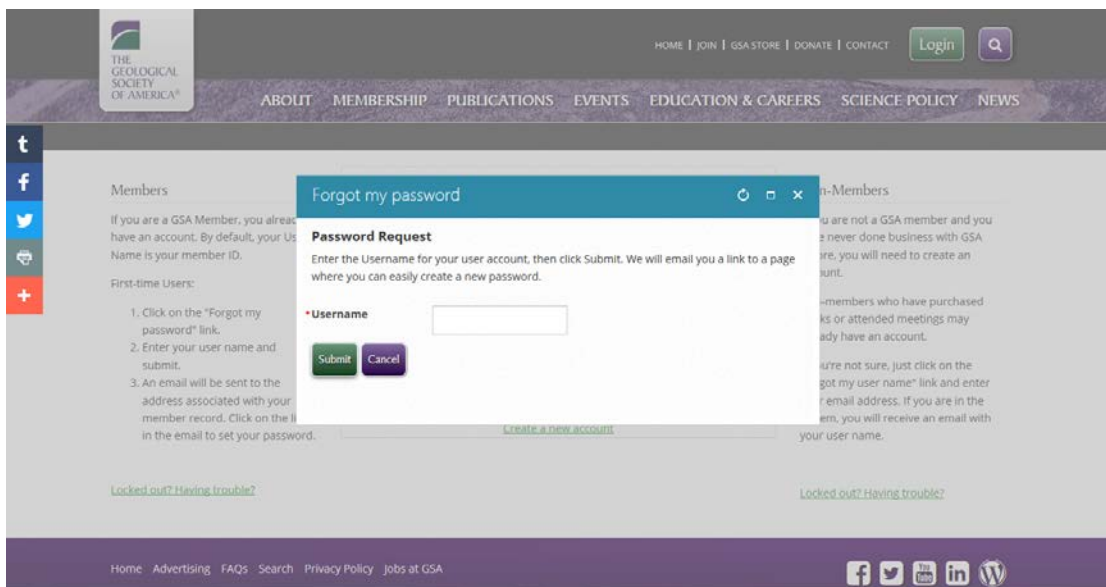 THE
GEOLOGICAL
SOCIETY
OF AMERICA®
HOME | JOIN | GSA STORE | DONATE | CONTACT
Login
ABOUT MEMBERSHIP PUBLICATIONS EVENTS EDUCATION & CAREERS SCIENCE POLICY NEWS
Members
If you are a GSA Member, you alread
have an account. By default, your Us
Name is your member ID.
First-time Users:
1. Click on the "Forgot my
password" link.
2. Enter your user name and
submit.
3. An email will be sent to the
address associated with your
member record. Click on the li
in the email to set your password.
Locked out? Having trouble?
Forgot my password
Password Request
Enter the Username for your user account, then click Submit. We will email you a link to a page
where you can easily create a new password.
*Username
Submit Cancel
Create a new account
n-Members
u are not a GSA member and you
e never done business with GSA
ore, you will need to create an
ount.
-members who have purchased
ks or attended meetings may
ady have an account.
u're not sure, just click on the
got my user name" link and enter
r email address. If you are in the
em, you will receive an email with
your user name.
Locked out? Having trouble?
Home Advertising FAQs Search Privacy Policy Jobs at GSA
You
Tube